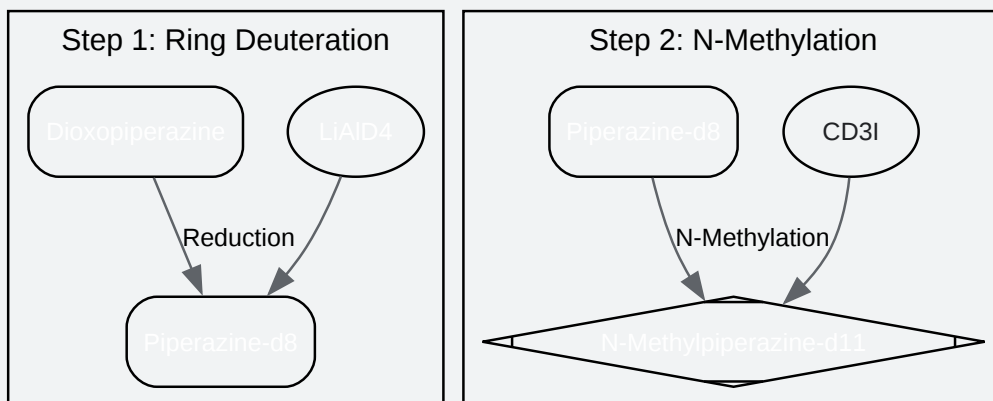 Step 1: Ring Deuteration
Dioxopiperazine
LiAlD4
Reduction
Piperazine-d8
Step 2: N-Methylation
Piperazine-d8
CD3I
N-Methylation
N-Methylpiperazine-d11